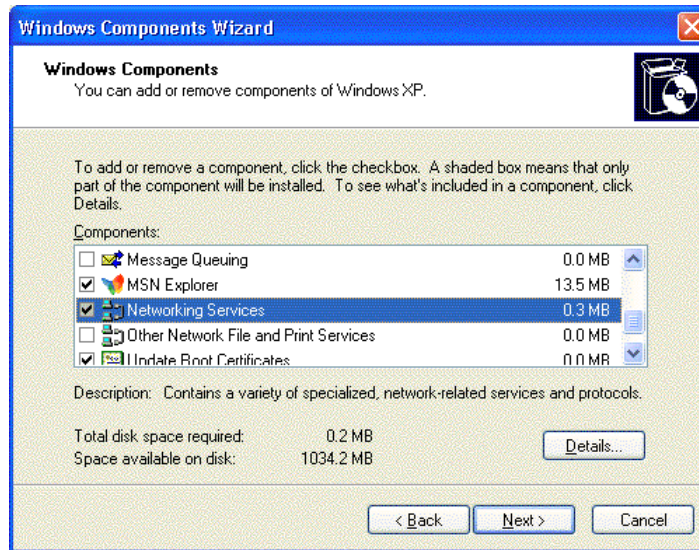 Windows Components Wizard
Windows Components
You can add or remove components of Windows XP.
To add or remove a component, click the checkbox. A shaded box means that only
part of the component will be installed. To see what's included in a component, click
Details.
Components:
Message Queuing 0.0 MB
MSN Explorer 13.5 MB
Networking Services 0.3 MB
Other Network File and Print Services 0.0 MB
Update Root Certificates 0.0 MB
Description: Contains a variety of specialized, network-related services and protocols.
Total disk space required: 0.2 MB
Space available on disk: 1034.2 MB
Details...
< Back Next > Cancel